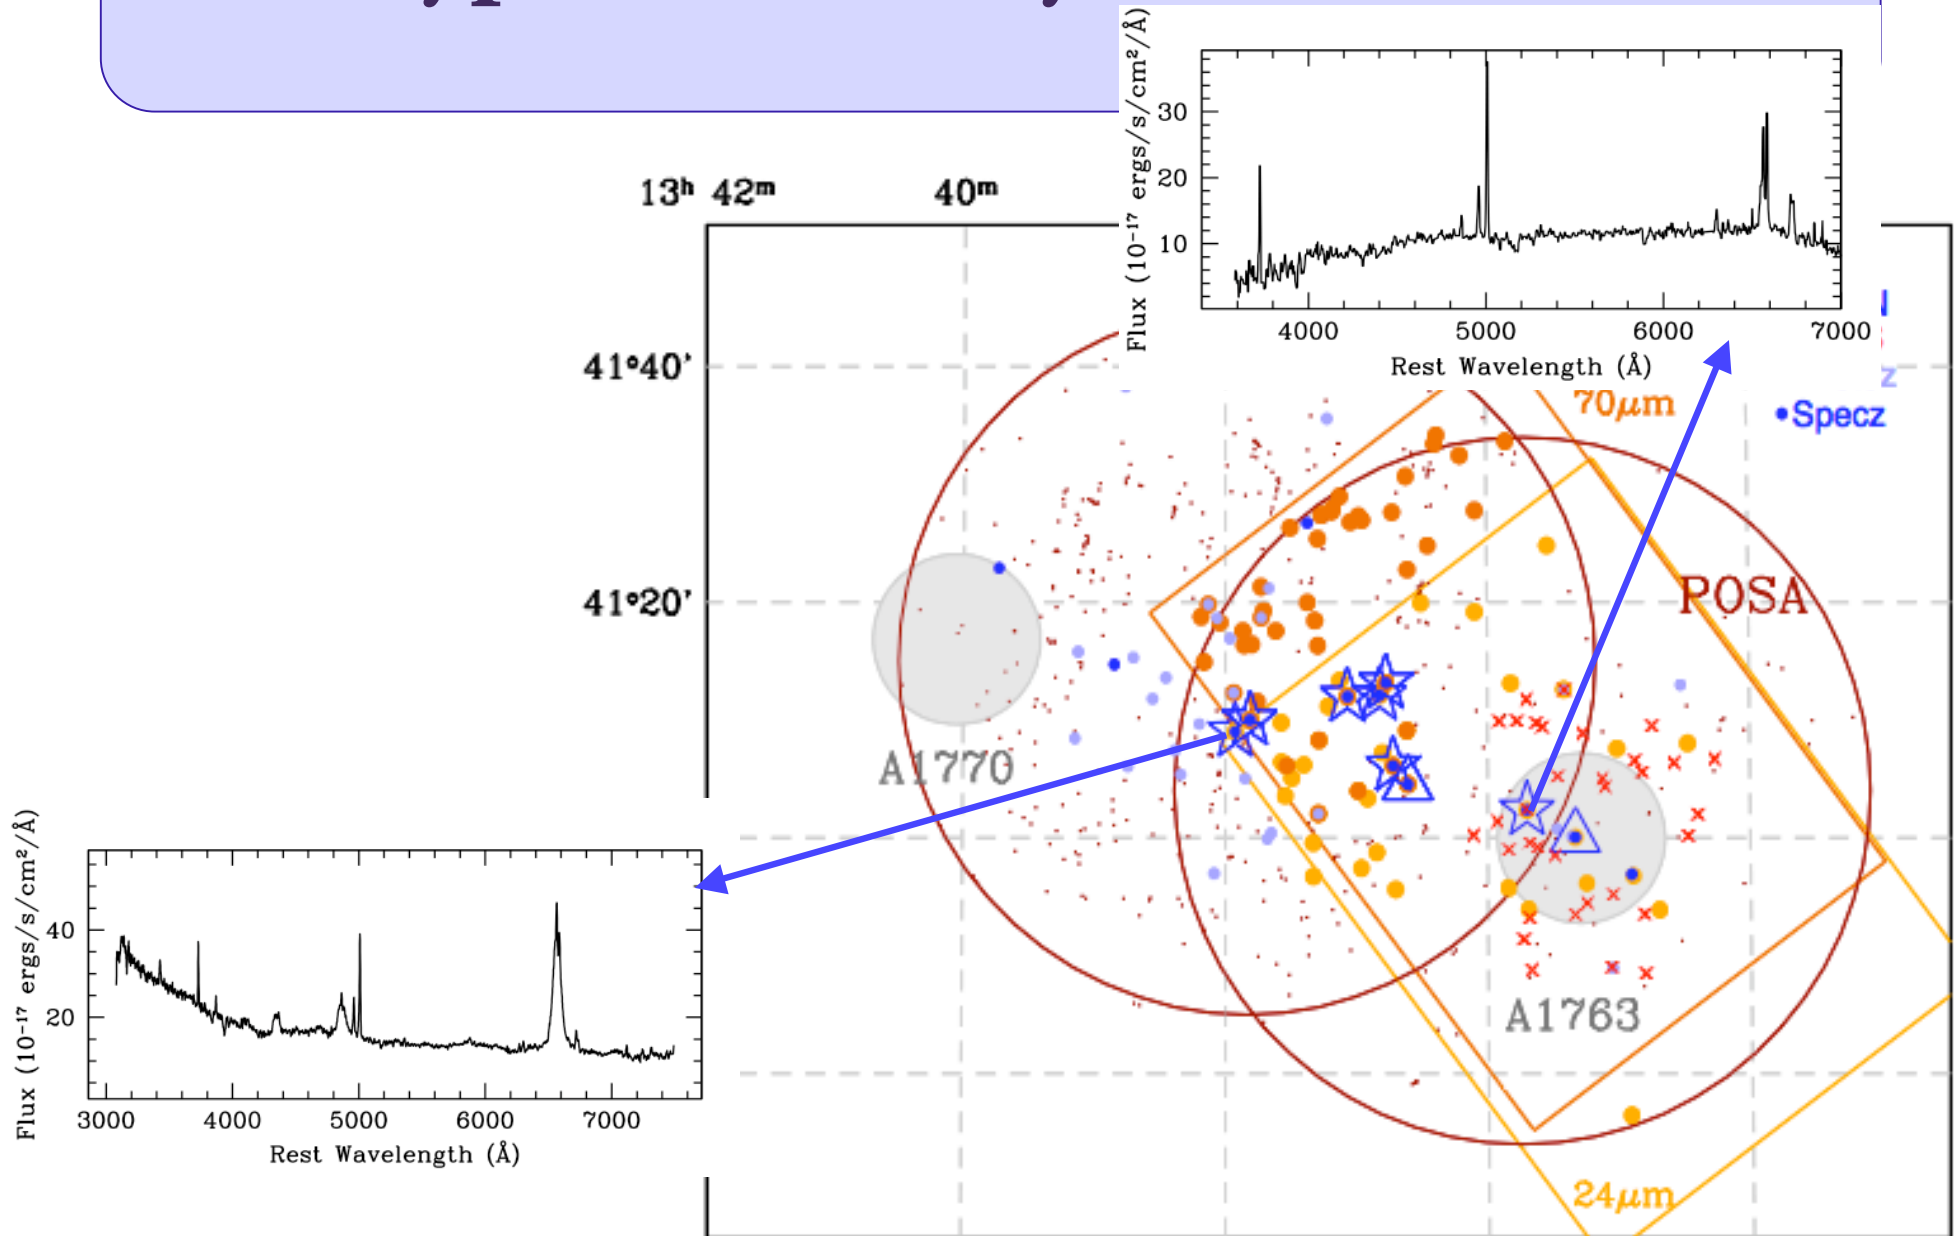 30
20
10
Flux (10⁻¹⁷ ergs/s/cm²/Å)
4000 5000 6000 7000
Rest Wavelength (Å)
13ʰ 42ᵐ
40ᵐ
41°40'
41°20'
70μm
•Specz
POSA
A1770
A1763
24μm
40
20
Flux (10⁻¹⁷ ergs/s/cm²/Å)
3000 4000 5000 6000 7000
Rest Wavelength (Å)